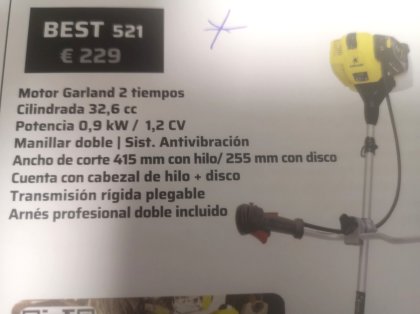 BEST 521
€ 229
Motor Garland 2 tiempos
Cilindrada 32,6 cc
Potencia 0,9 kW / 1,2 CV
Manillar doble | Sist. Antivibración
Ancho de corte 415 mm con hilo/ 255 mm con disco
Cuenta con cabezal de hilo + disco
Transmisión rígida plegable
Arnés profesional doble incluido